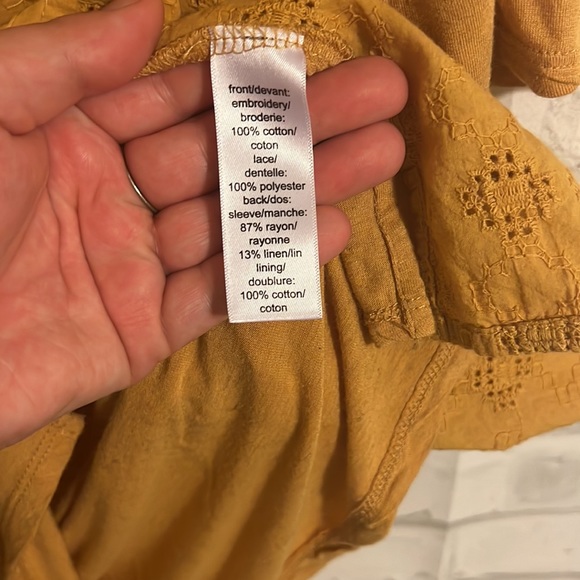 front/devant:
embroidery/
broderie:
100% cotton/
coton
lace/
dentelle:
100% polyester
back/dos:
sleeve/manche:
87% rayon/
rayonne
13% linen/lin
lining/
doublure:
100% cotton/
coton